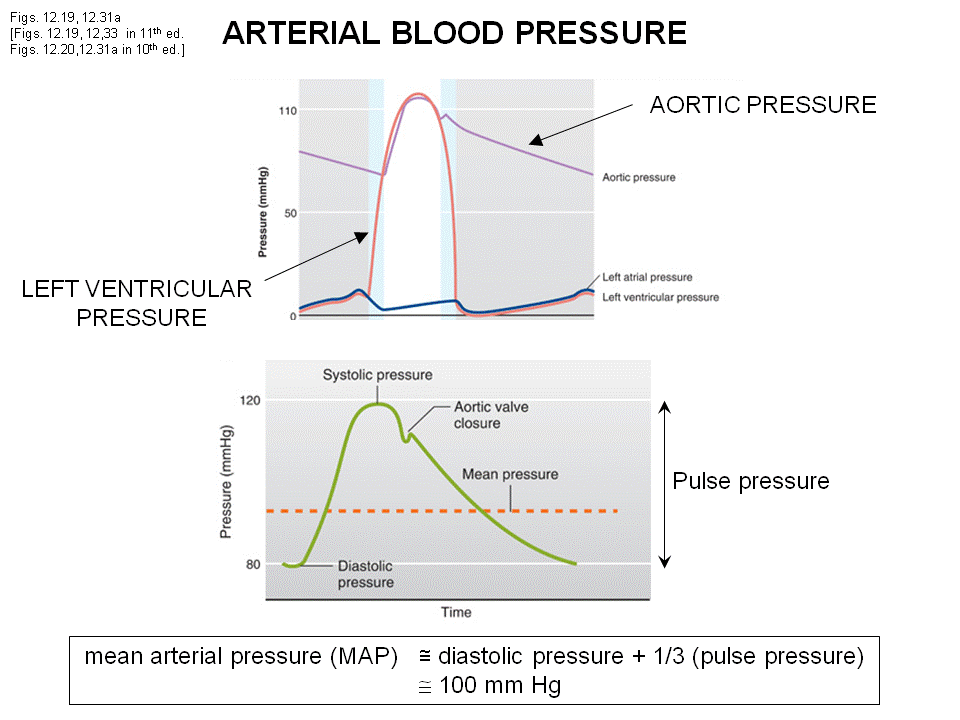 Figs. 12.19, 12.31a
[Figs. 12.19, 12,33 in 11th ed.
Figs. 12.20,12.31a in 10th ed.]
ARTERIAL BLOOD PRESSURE
110
50
0
Pressure (mmHg)
AORTIC PRESSURE
Aortic pressure
LEFT VENTRICULAR
PRESSURE
Left atrial pressure
Left ventricular pressure
Systolic pressure
120
Aortic valve
closure
Pressure (mmHg)
Mean pressure
Pulse pressure
80
Diastolic
pressure
Time
mean arterial pressure (MAP) ≅ diastolic pressure + 1/3 (pulse pressure)
≅ 100 mm Hg